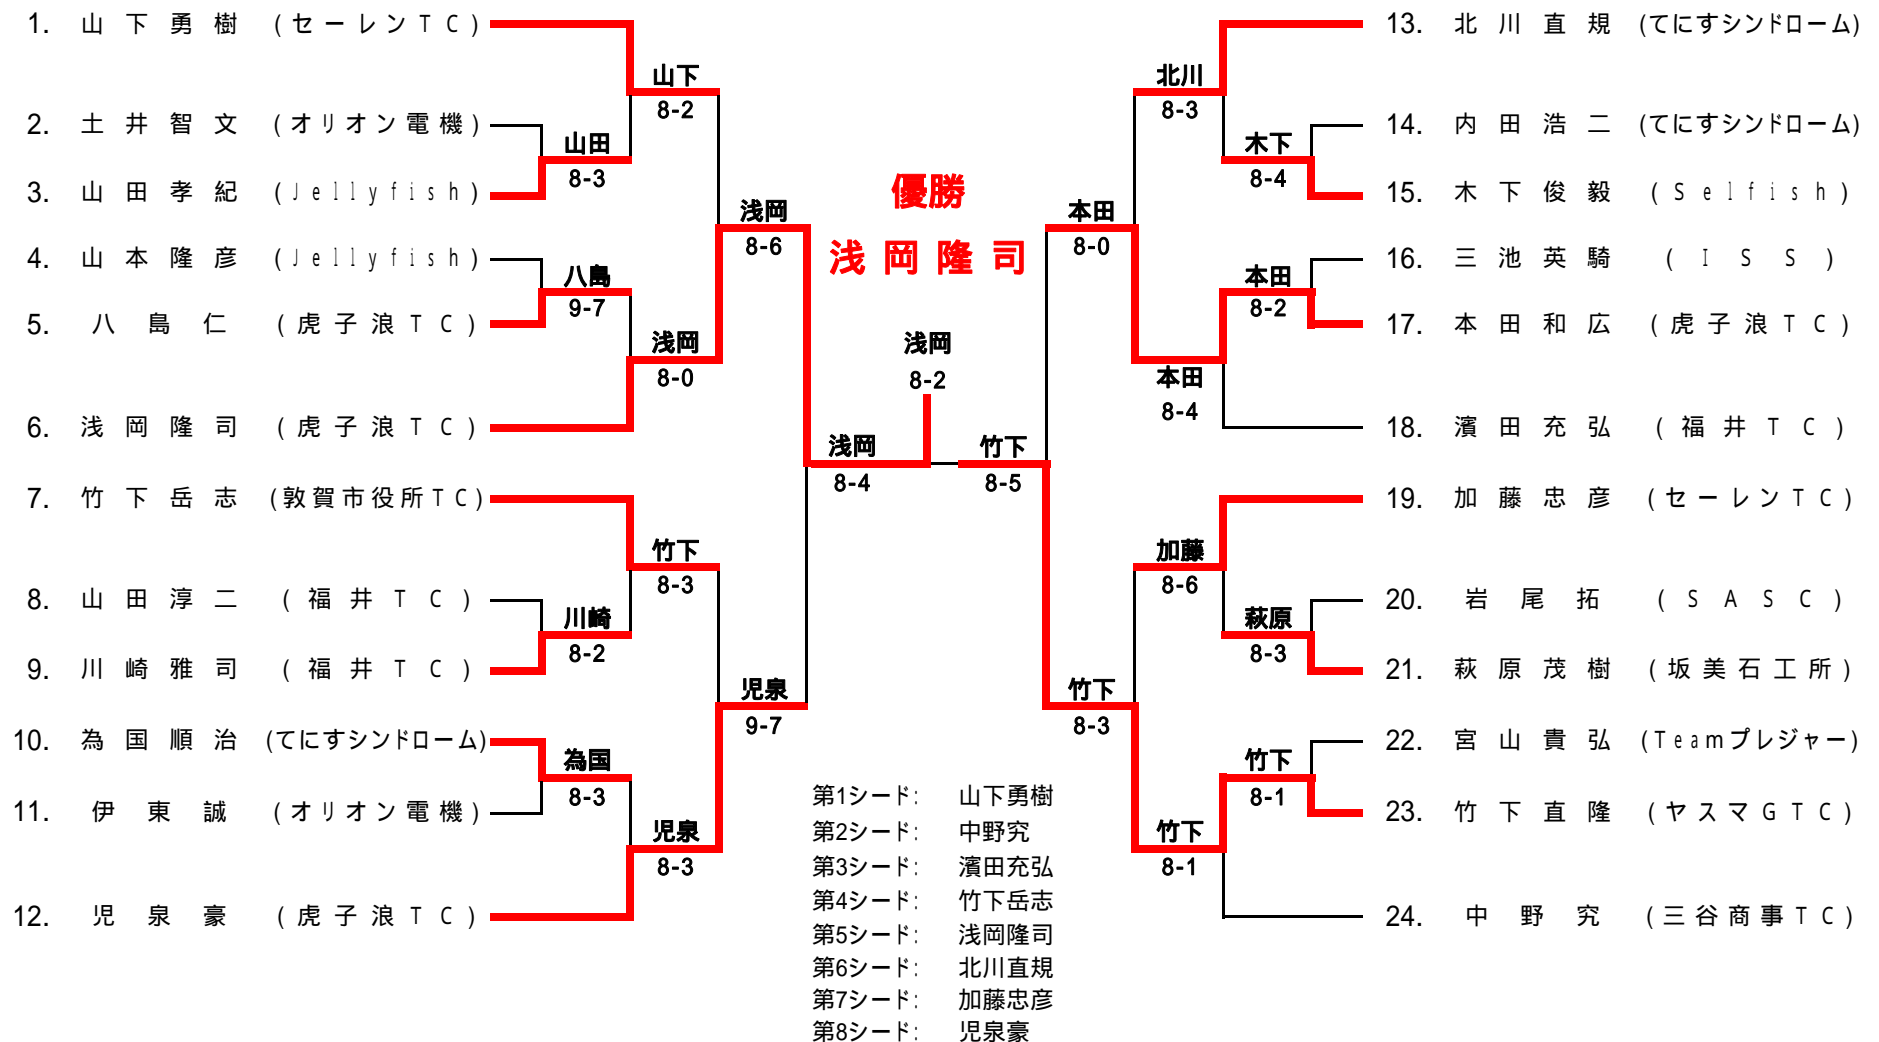 1. 山下勇樹 (セーレンTC)
2. 土井智文 (オリオン電機)
3. 山田孝紀 (Jellyfish)
4. 山本隆彦 (Jellyfish)
5. 八島仁 (虎子浪TC)
6. 浅岡隆司 (虎子浪TC)
7. 竹下岳志 (敦賀市役所TC)
8. 山田淳二 (福井TC)
9. 川崎雅司 (福井TC)
10. 為国順治 (てにすシンドローム)
11. 伊東誠 (オリオン電機)
12. 児泉豪 (虎子浪TC)
山田
8-3
八島
9-7
川崎
8-2
為国
8-3
山下
8-2
浅岡
8-0
竹下
8-3
児泉
8-3
浅岡
8-6
児泉
9-7
浅岡
8-4
優勝
浅岡隆司
浅岡
8-2
竹下
8-5
本田
8-0
竹下
8-3
北川
8-3
本田
8-4
加藤
8-6
竹下
8-1
木下
8-4
本田
8-2
萩原
8-3
竹下
8-1
13. 北川直規 (てにすシンドローム)
14. 内田浩二 (てにすシンドローム)
15. 木下俊毅 (Selfish)
16. 三池英騎 (ISS)
17. 本田和広 (虎子浪TC)
18. 濱田充弘 (福井TC)
19. 加藤忠彦 (セーレンTC)
20. 岩尾拓 (SASC)
21. 萩原茂樹 (坂美石工所)
22. 宮山貴弘 (Teamプレジャー)
23. 竹下直隆 (ヤスマGTC)
24. 中野究 (三谷商事TC)
第1シード: 山下勇樹
第2シード: 中野究
第3シード: 濱田充弘
第4シード: 竹下岳志
第5シード: 浅岡隆司
第6シード: 北川直規
第7シード: 加藤忠彦
第8シード: 児泉豪